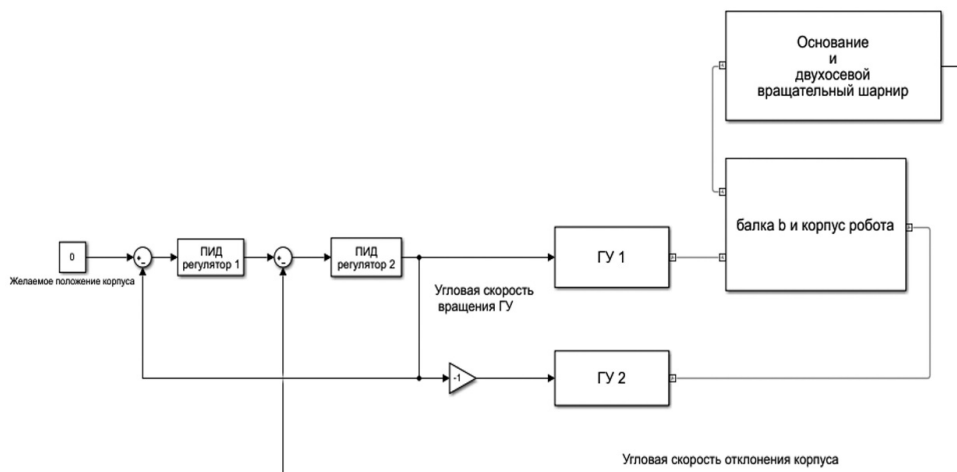 Основание
и
двухосевой
вращательный шарнир
балка b и корпус робота
0
Желаемое положение корпуса
+
-
ПИД
регулятор 1
+
-
ПИД
регулятор 2
ГУ 1
Угловая скорость
вращения ГУ
-1
ГУ 2
Угловая скорость отклонения корпуса